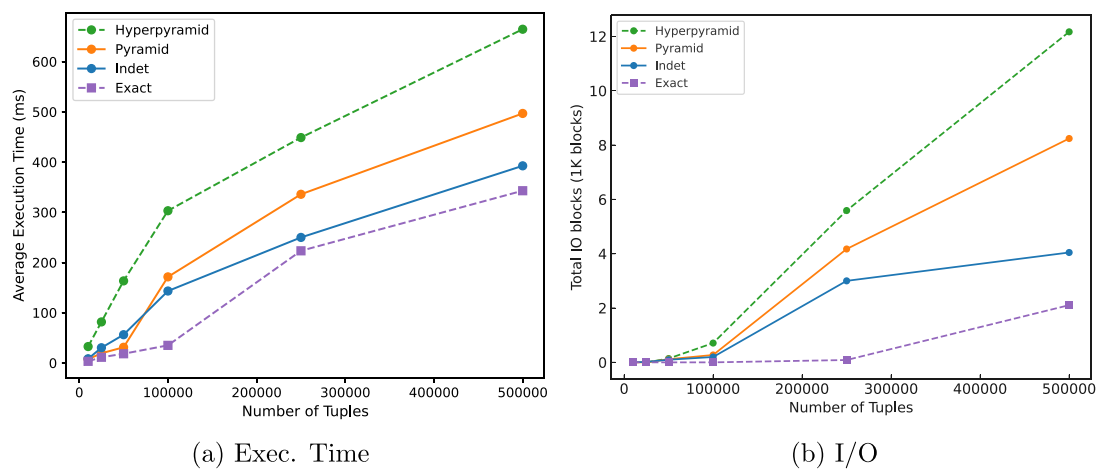 Hyperpyramid
Pyramid
Indet
Exact
Average Execution Time (ms)
600
500
400
300
200
100
0
0 100000 200000 300000 400000 500000
Number of Tuples
(a) Exec. Time
Hyperpyramid
Pyramid
Indet
Exact
Total IO blocks (1K blocks)
12
10
8
6
4
2
0
0 100000 200000 300000 400000 500000
Number of Tuples
(b) I/O